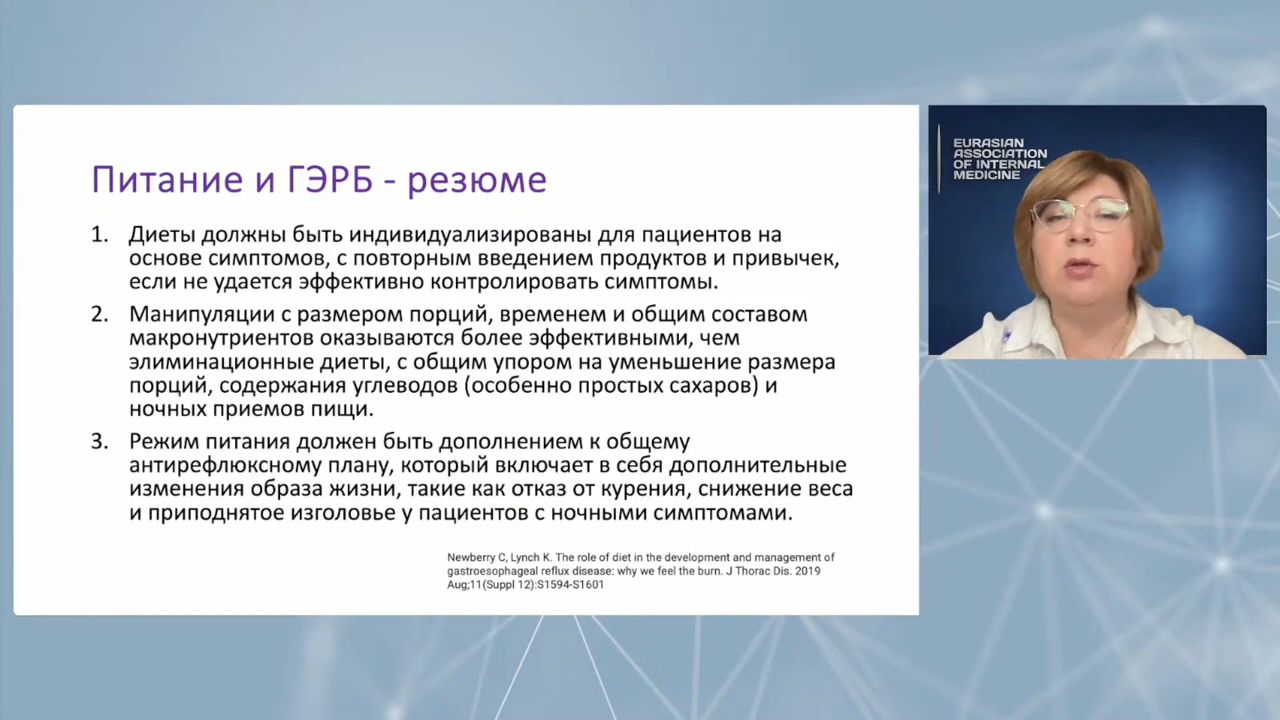 Питание и ГЭРБ - резюме
1. Диеты должны быть индивидуализированы для пациентов на
основе симптомов, с повторным введением продуктов и привычек,
если не удается эффективно контролировать симптомы.
2. Манипуляции с размером порций, временем и общим составом
макронутриентов оказываются более эффективными, чем
элиминационные диеты, с общим упором на уменьшение размера
порций, содержания углеводов (особенно простых сахаров) и
ночных приемов пищи.
3. Режим питания должен быть дополнением к общему
антирефлюксному плану, который включает в себя дополнительные
изменения образа жизни, такие как отказ от курения, снижение веса
и приподнятое изголовье у пациентов с ночными симптомами.
Newberry C, Lynch K. The role of diet in the development and management of
gastroesophageal reflux disease: why we feel the burn. J Thorac Dis. 2019
Aug;11(Suppl 12):S1594-S1601
EURASIAN
ASSOCIATION
OF INTERNAL
MEDICINE